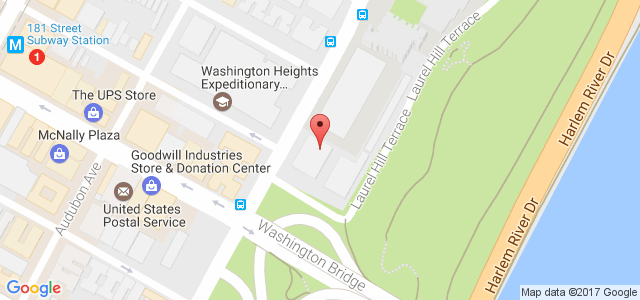 181 Street
Subway Station
M
1
Washington Heights
Expeditionary...
The UPS Store
McNally Plaza
Goodwill Industries
Store & Donation Center
Audubon Ave
United States
Postal Service
Washington Bridge
Laurel Hill Terrace
Laurel Hill Terrace
Harlem River Dr
Harlem River Dr
Google
Map data ©2017 Google